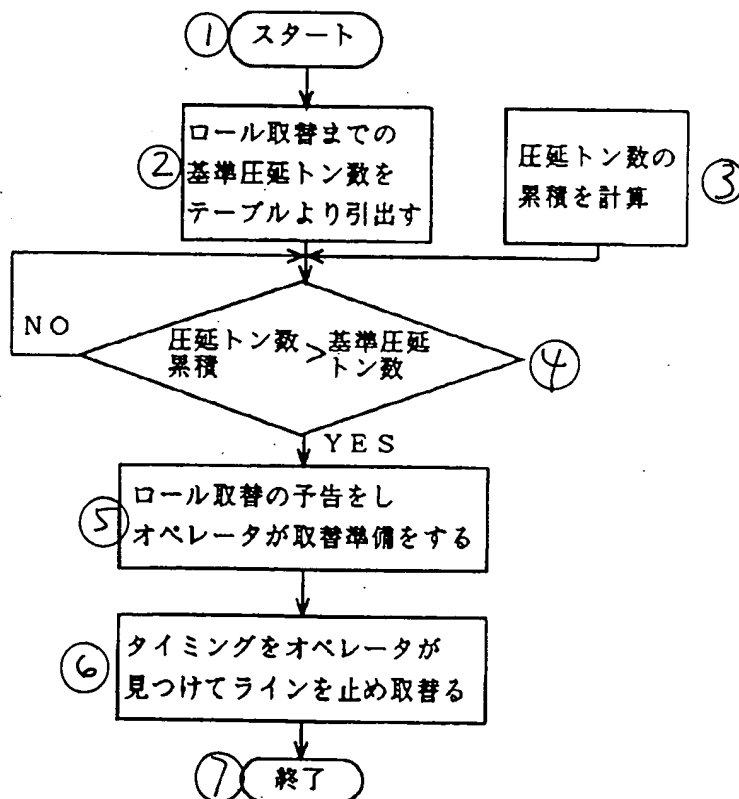 ① スタート
ロール取替までの
② 基準圧延トン数を
テーブルより引出す
圧延トン数の
累積を計算
③
NO
圧延トン数
累積
>
基準圧延
トン数
④
YES
⑤ ロール取替の予告をし
オペレータが取替準備をする
⑥ タイミングをオペレータが
見つけてラインを止め取替る
⑦ 終了